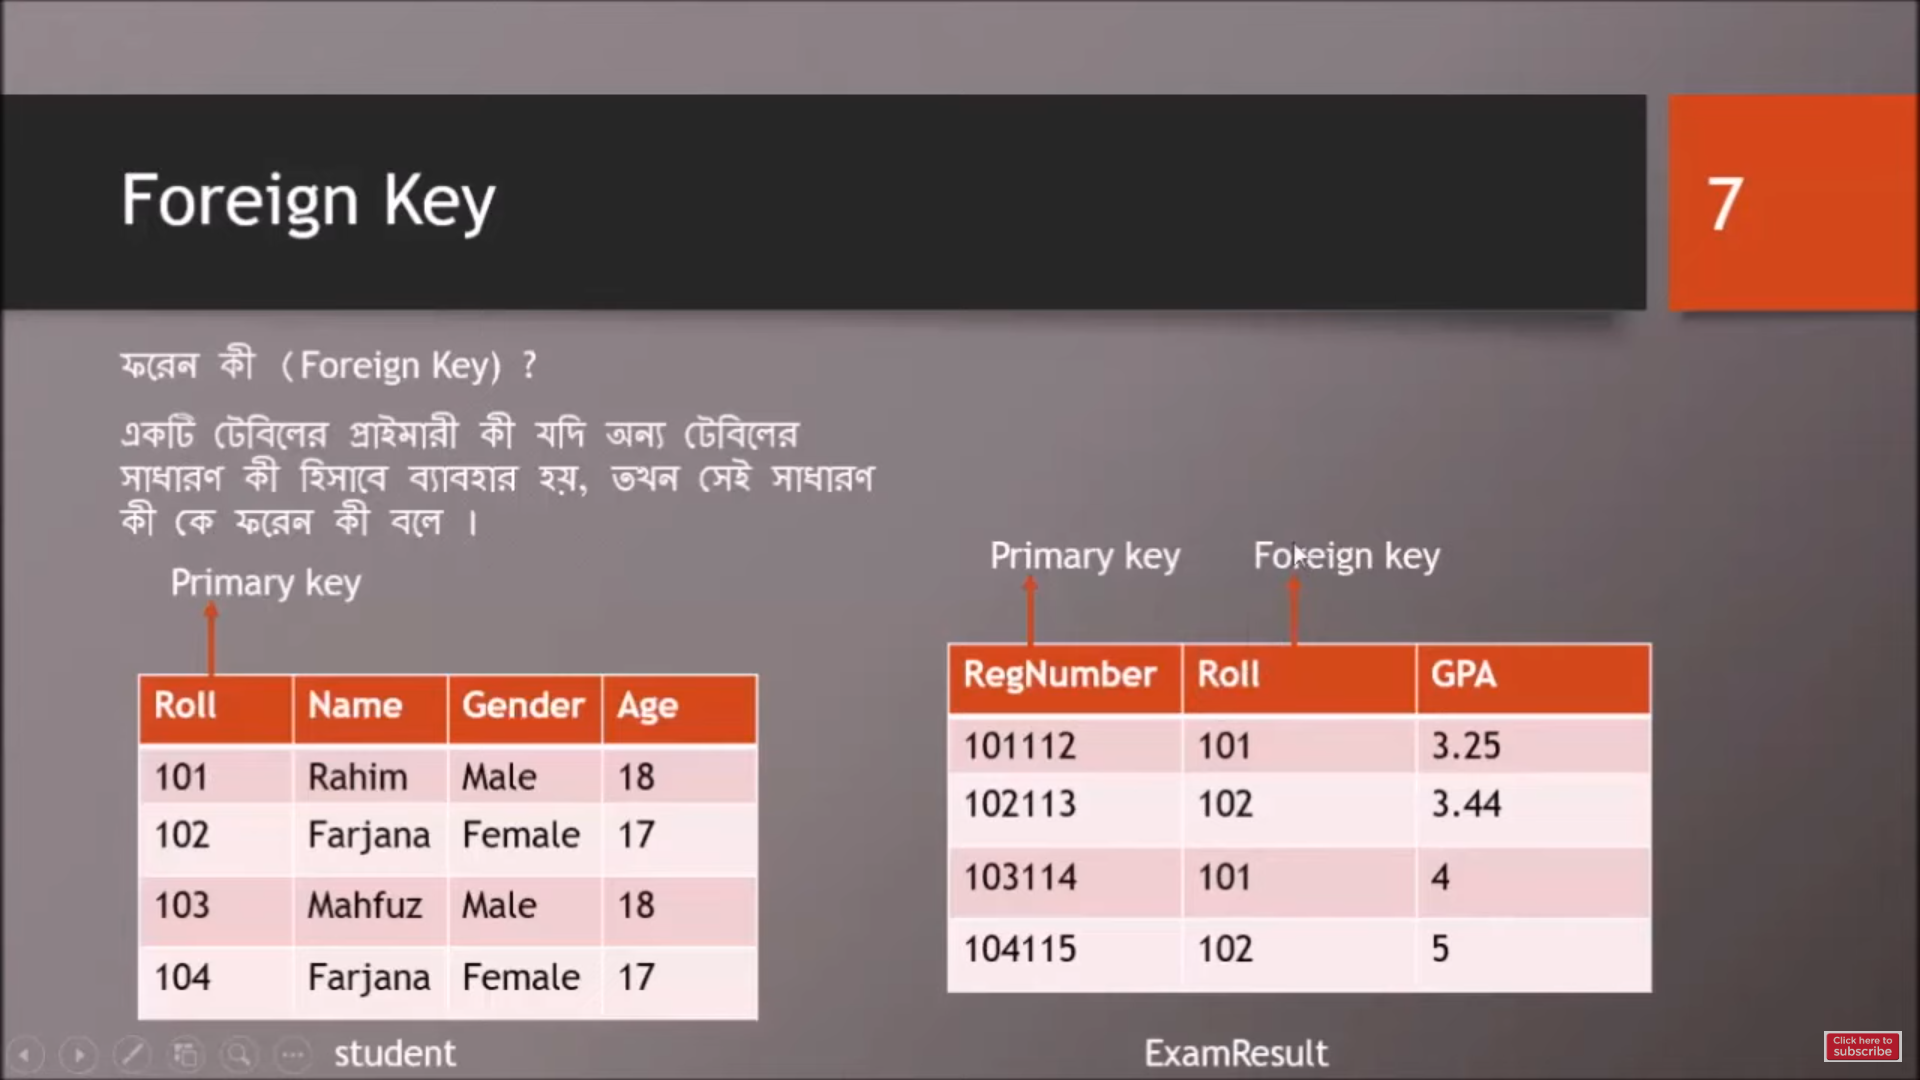 Foreign Key
7
ফরেন কী (Foreign Key) ?
একটি টেবিলের প্রাইমারী কী যদি অন্য টেবিলের
সাধারণ কী হিসাবে ব্যাবহার হয়, তখন সেই সাধারণ
কী কে ফরেন কী বলে ।
Primary key
Roll Name Gender Age
101 Rahim Male 18
102 Farjana Female 17
103 Mahfuz Male 18
104 Farjana Female 17
student
Primary key Foreign key
RegNumber Roll GPA
101112 101 3.25
102113 102 3.44
103114 101 4
104115 102 5
ExamResult
Click here to
subscribe